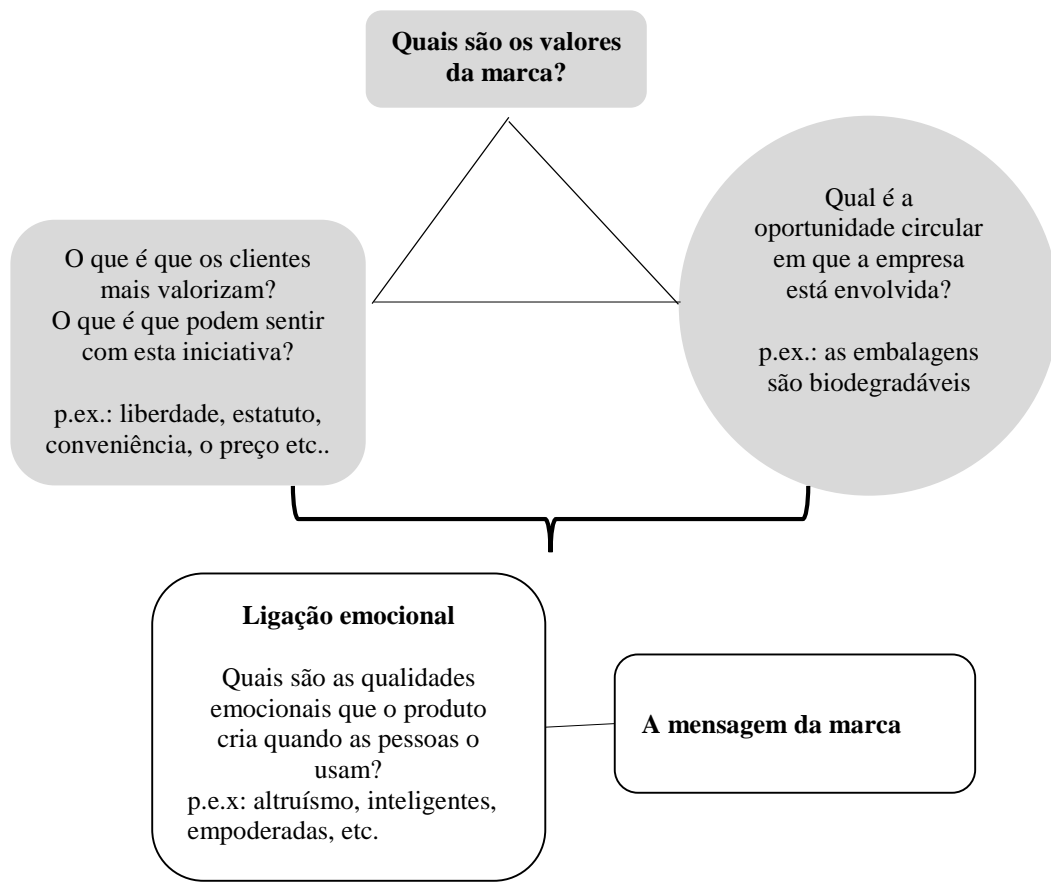 Quais são os valores
da marca?
O que é que os clientes
mais valorizam?
O que é que podem sentir
com esta iniciativa?
p.ex.: liberdade, estatuto,
conveniência, o preço etc..
Qual é a
oportunidade circular
em que a empresa
está envolvida?
p.ex.: as embalagens
são biodegradáveis
Ligação emocional
Quais são as qualidades
emocionais que o produto
cria quando as pessoas o
usam?
p.e.x: altruísmo, inteligentes,
empoderadas, etc.
A mensagem da marca